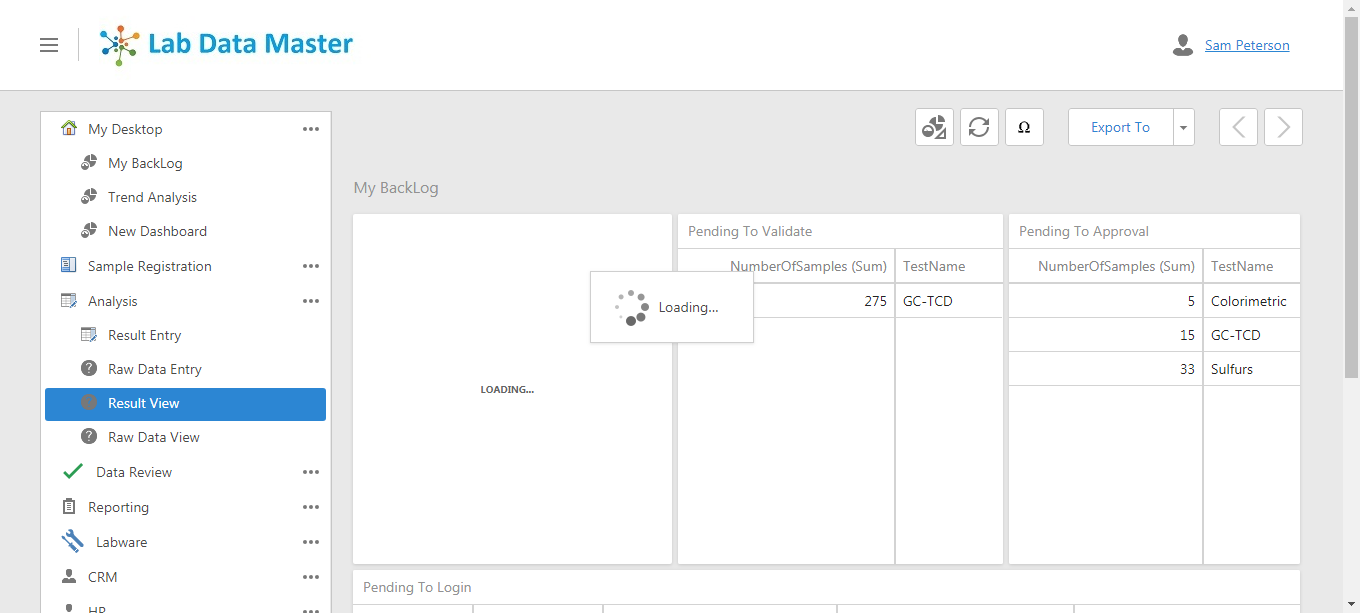 Lab Data Master
Sam Peterson
My Desktop
My BackLog
Trend Analysis
New Dashboard
Sample Registration
Analysis
Result Entry
Raw Data Entry
Result View
Raw Data View
Data Review
Reporting
Labware
CRM
HR
Ω
Export To
My BackLog
LOADING...
Loading...
Pending To Validate
NumberOfSamples (Sum) TestName
275 GC-TCD
Pending To Approval
NumberOfSamples (Sum) TestName
5 Colorimetric
15 GC-TCD
33 Sulfurs
Pending To Login